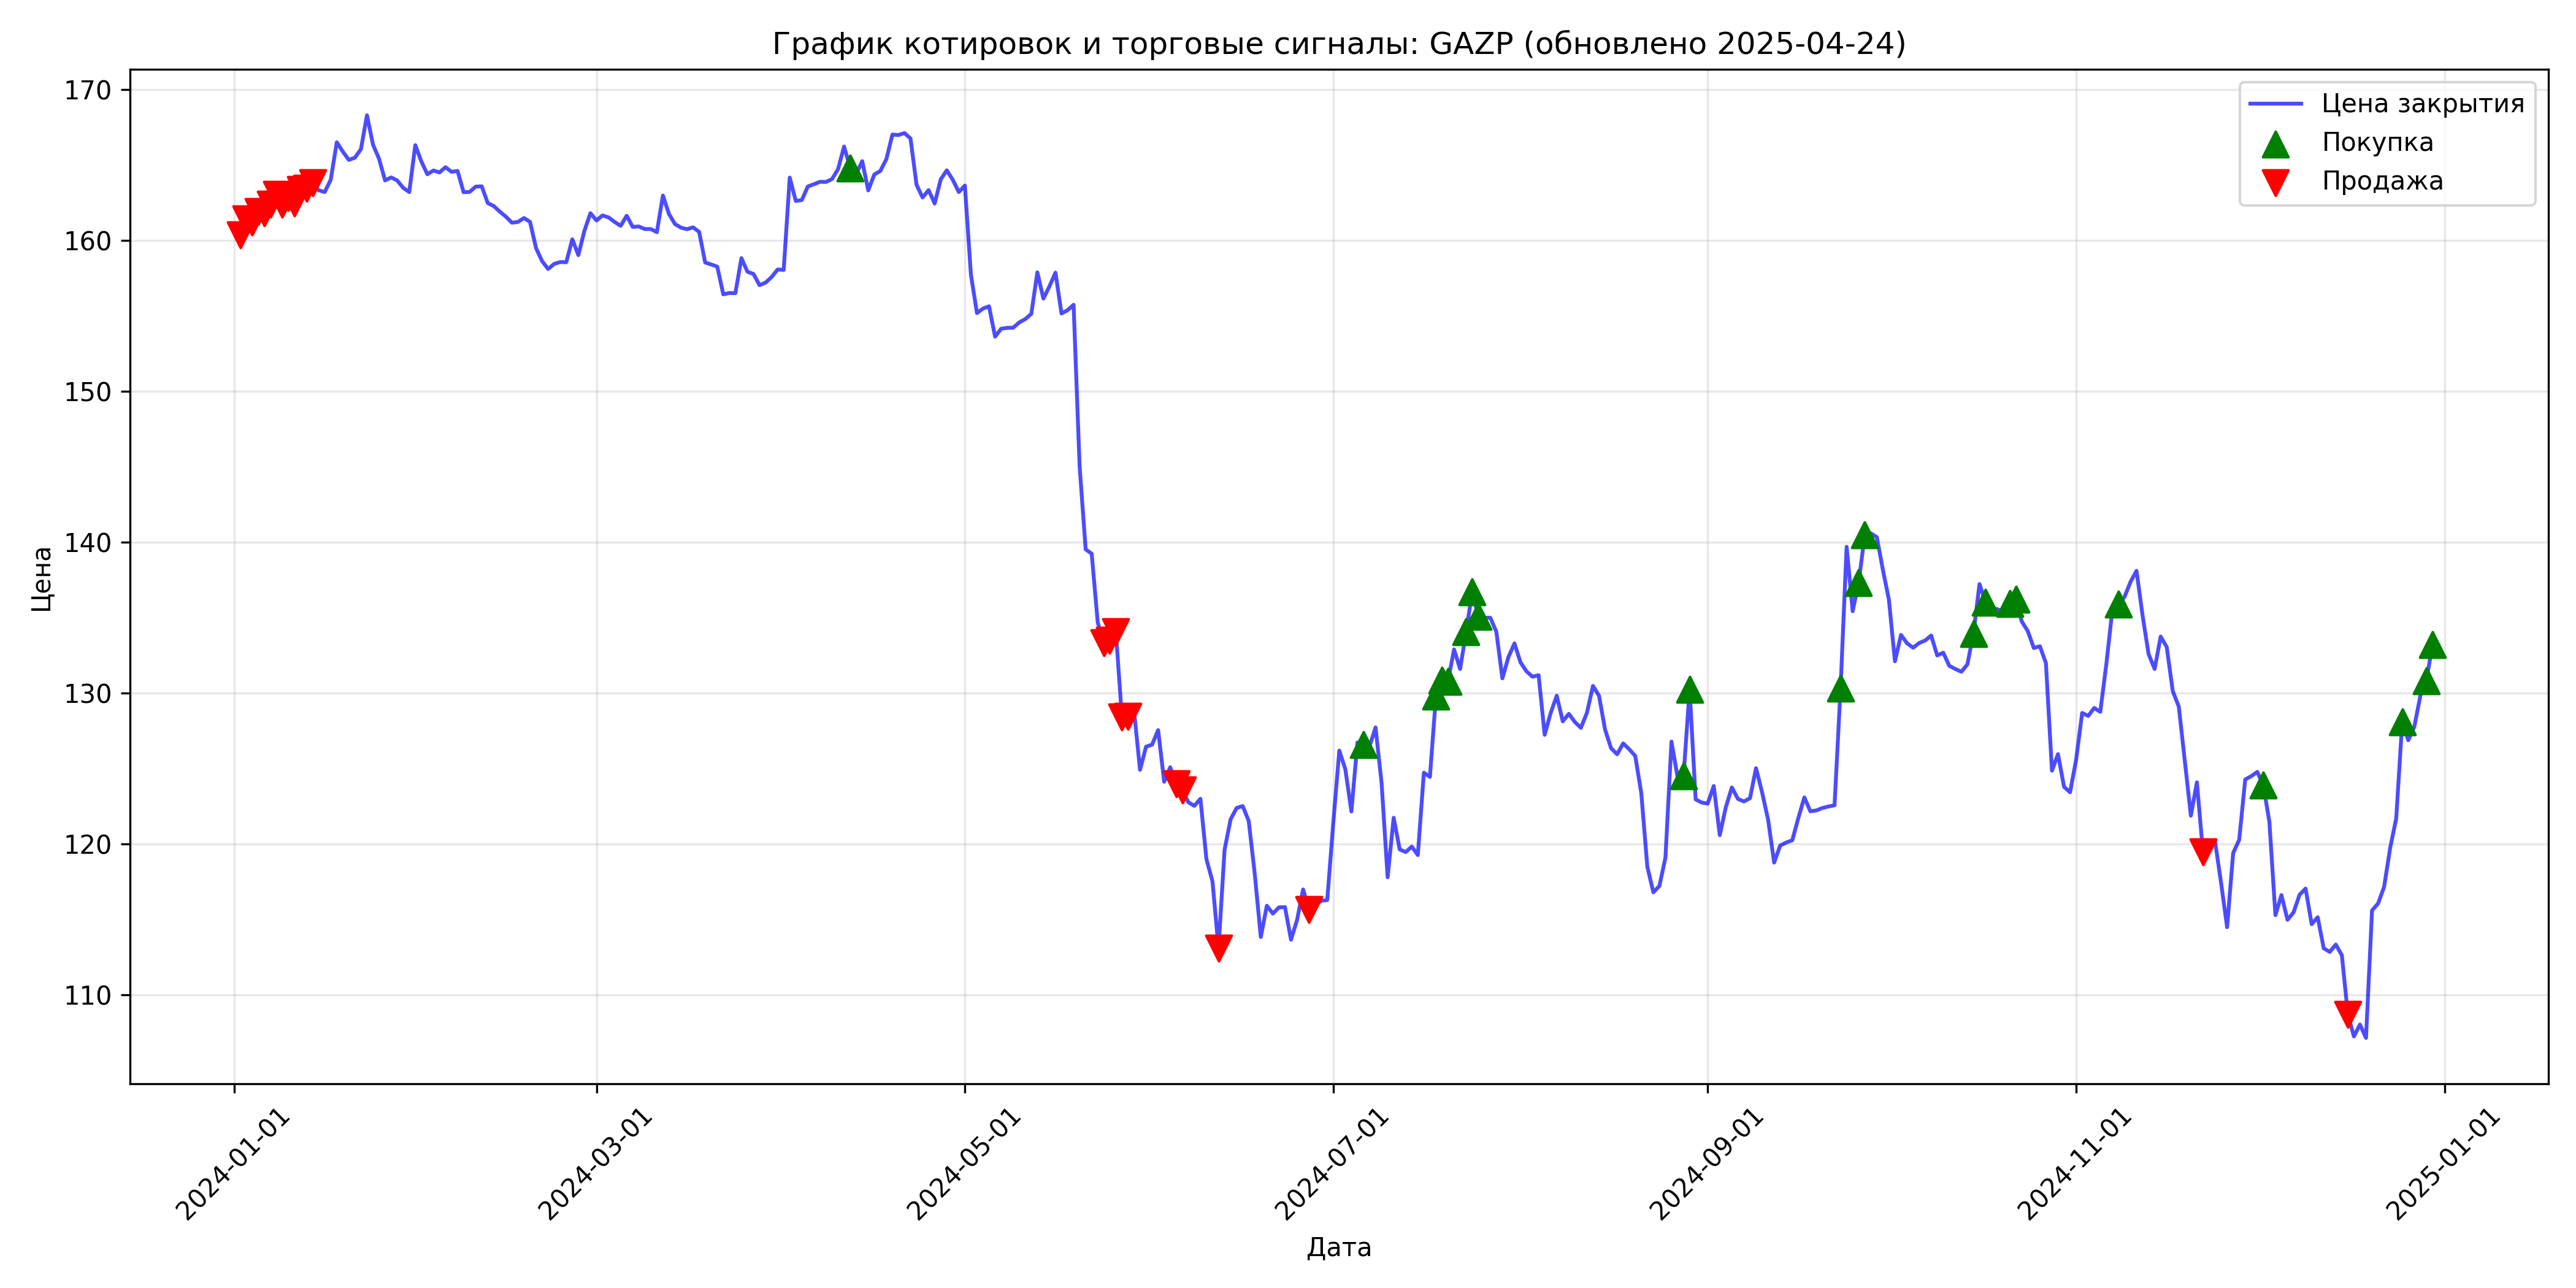 График котировок и торговые сигналы: GAZP (обновлено 2025-04-24)
Цена закрытия
Покупка
Продажа
Цена
170
160
150
140
130
120
110
2024-01-01
2024-03-01
2024-05-01
2024-07-01
2024-09-01
2024-11-01
2025-01-01
Дата